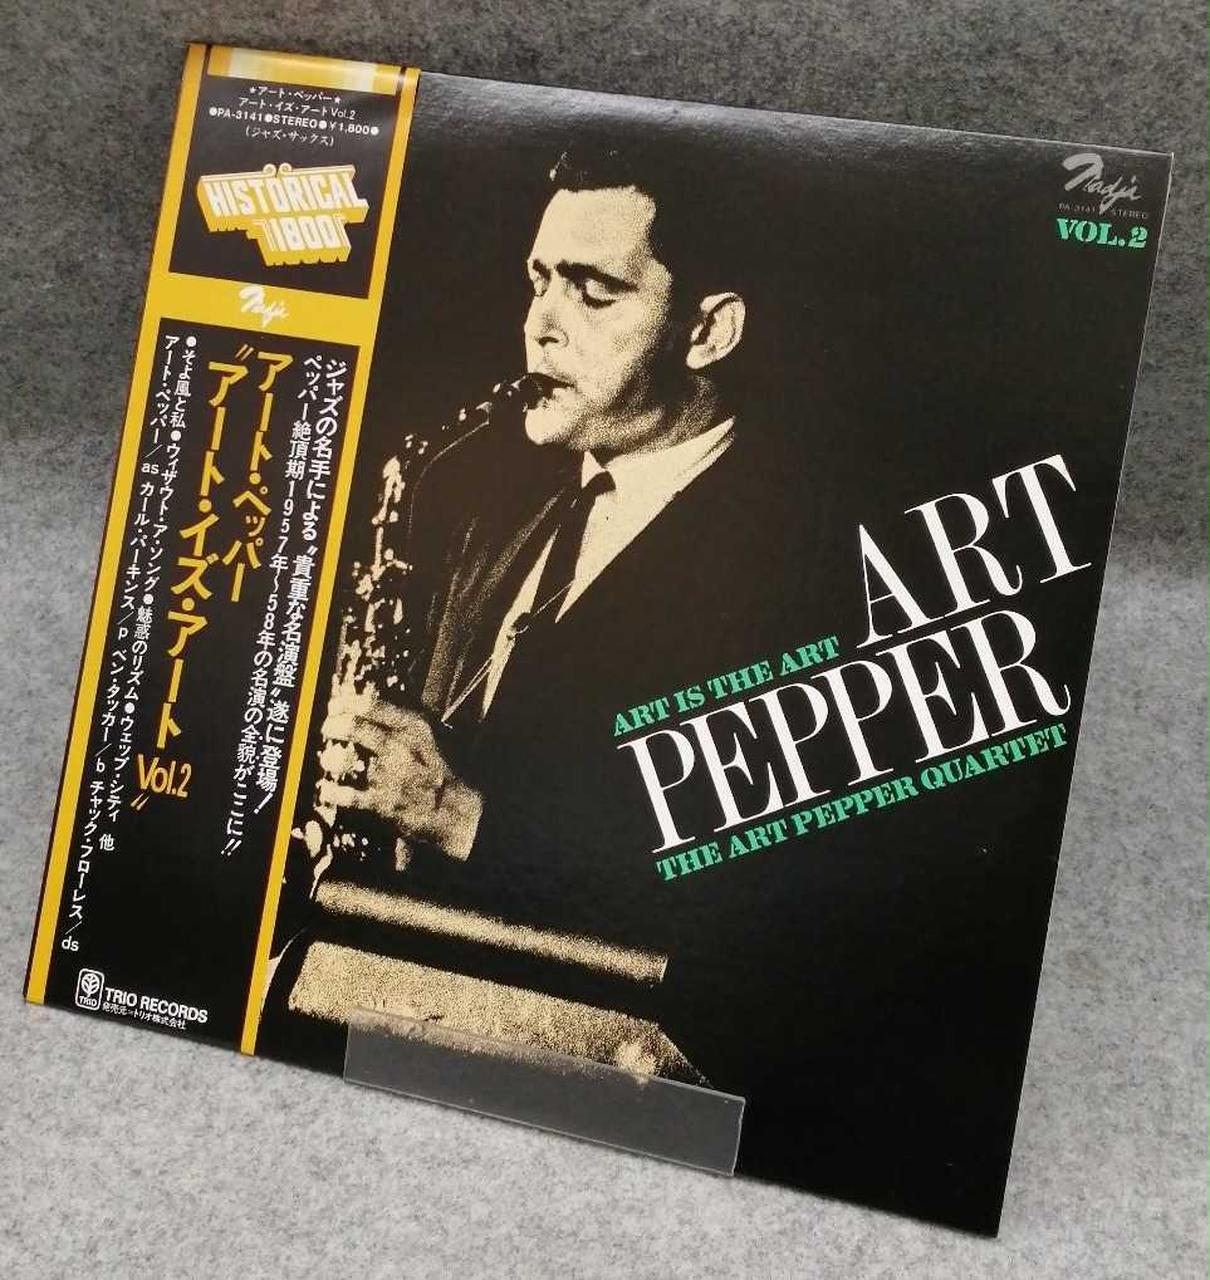 ★アート・ペッパー★
アート・イズ・アート Vol.2
●PA-3141●STEREO●¥1,800●
(ジャズ・サックス)
HISTORICAL
1800
Nadja
ジャズの名手による〝貴重な名演盤〟遂に登場!
ペッパー絶頂期1957年〜58年の名演の全貌がここに!!
アート・ペッパー
〝アート・イズ・アート Vol.2〟
●そよ風と私●ウィザウト・ア・ソング●魅惑のリズム●ウェッブ・シティ 他
アート・ペッパー/as カール・パーキンス/p ベン・タッカー/b チャック・フローレス/ds
TRIO
TRIO RECORDS
発売元=トリオ株式会社
Nadja
PA-3141 STEREO
VOL.2
ART
ART IS THE ART
PEPPER
THE ART PEPPER QUARTET